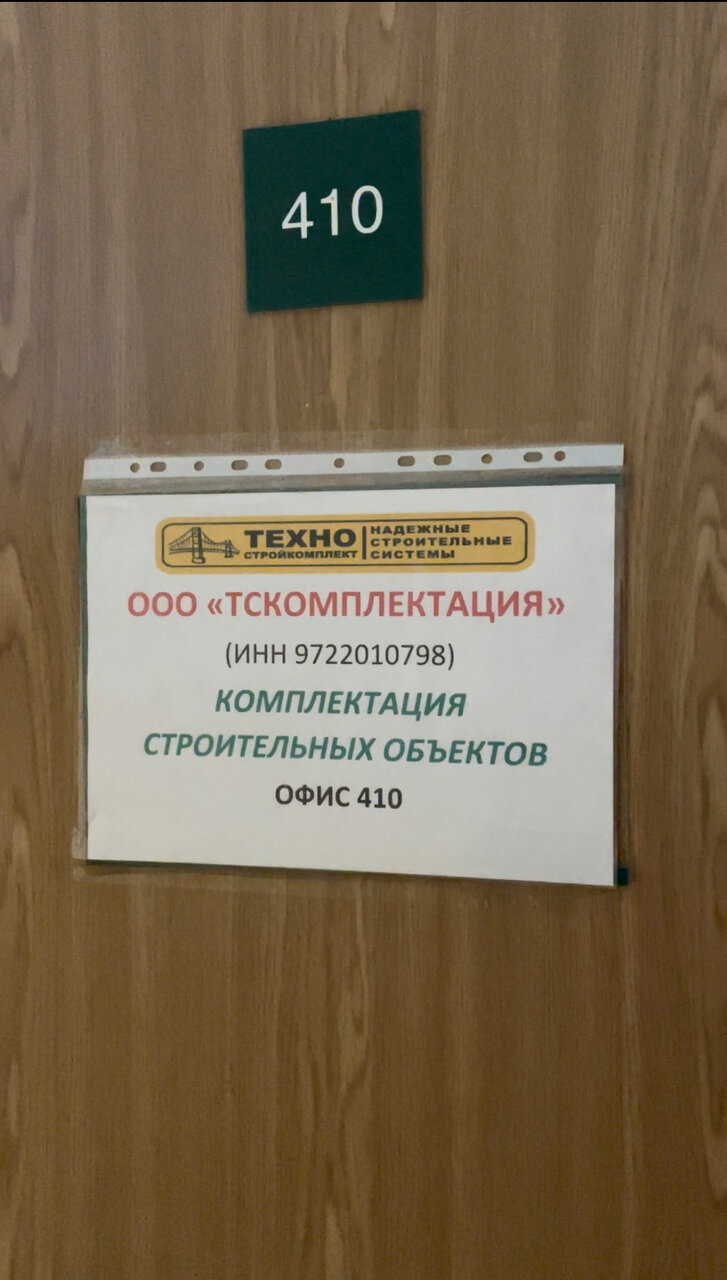 410
ТЕХНО
СТРОЙКОМПЛЕКТ
НАДЕЖНЫЕ
СТРОИТЕЛЬНЫЕ
СИСТЕМЫ
ООО «ТСКОМПЛЕКТАЦИЯ»
(ИНН 9722010798)
КОМПЛЕКТАЦИЯ
СТРОИТЕЛЬНЫХ ОБЪЕКТОВ
ОФИС 410